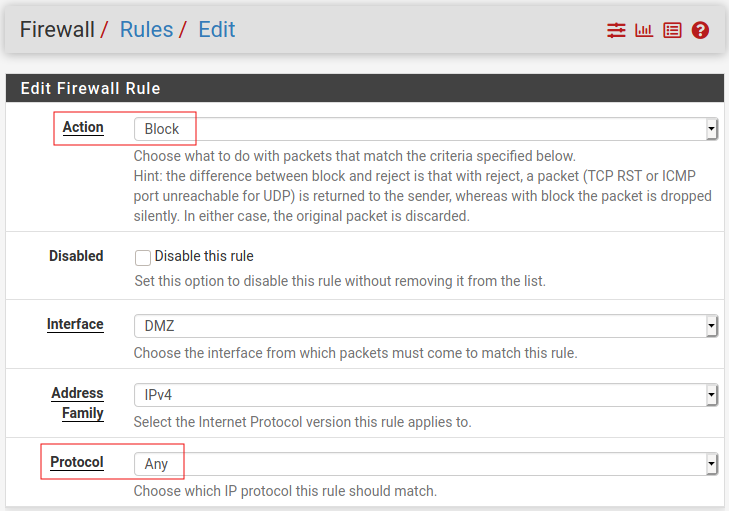 Firewall / Rules / Edit
Edit Firewall Rule
Action
Block
Choose what to do with packets that match the criteria specified below.
Hint: the difference between block and reject is that with reject, a packet (TCP RST or ICMP
port unreachable for UDP) is returned to the sender, whereas with block the packet is dropped
silently. In either case, the original packet is discarded.
Disabled
Disable this rule
Set this option to disable this rule without removing it from the list.
Interface
DMZ
Choose the interface from which packets must come to match this rule.
Address
Family
IPv4
Select the Internet Protocol version this rule applies to.
Protocol
Any
Choose which IP protocol this rule should match.